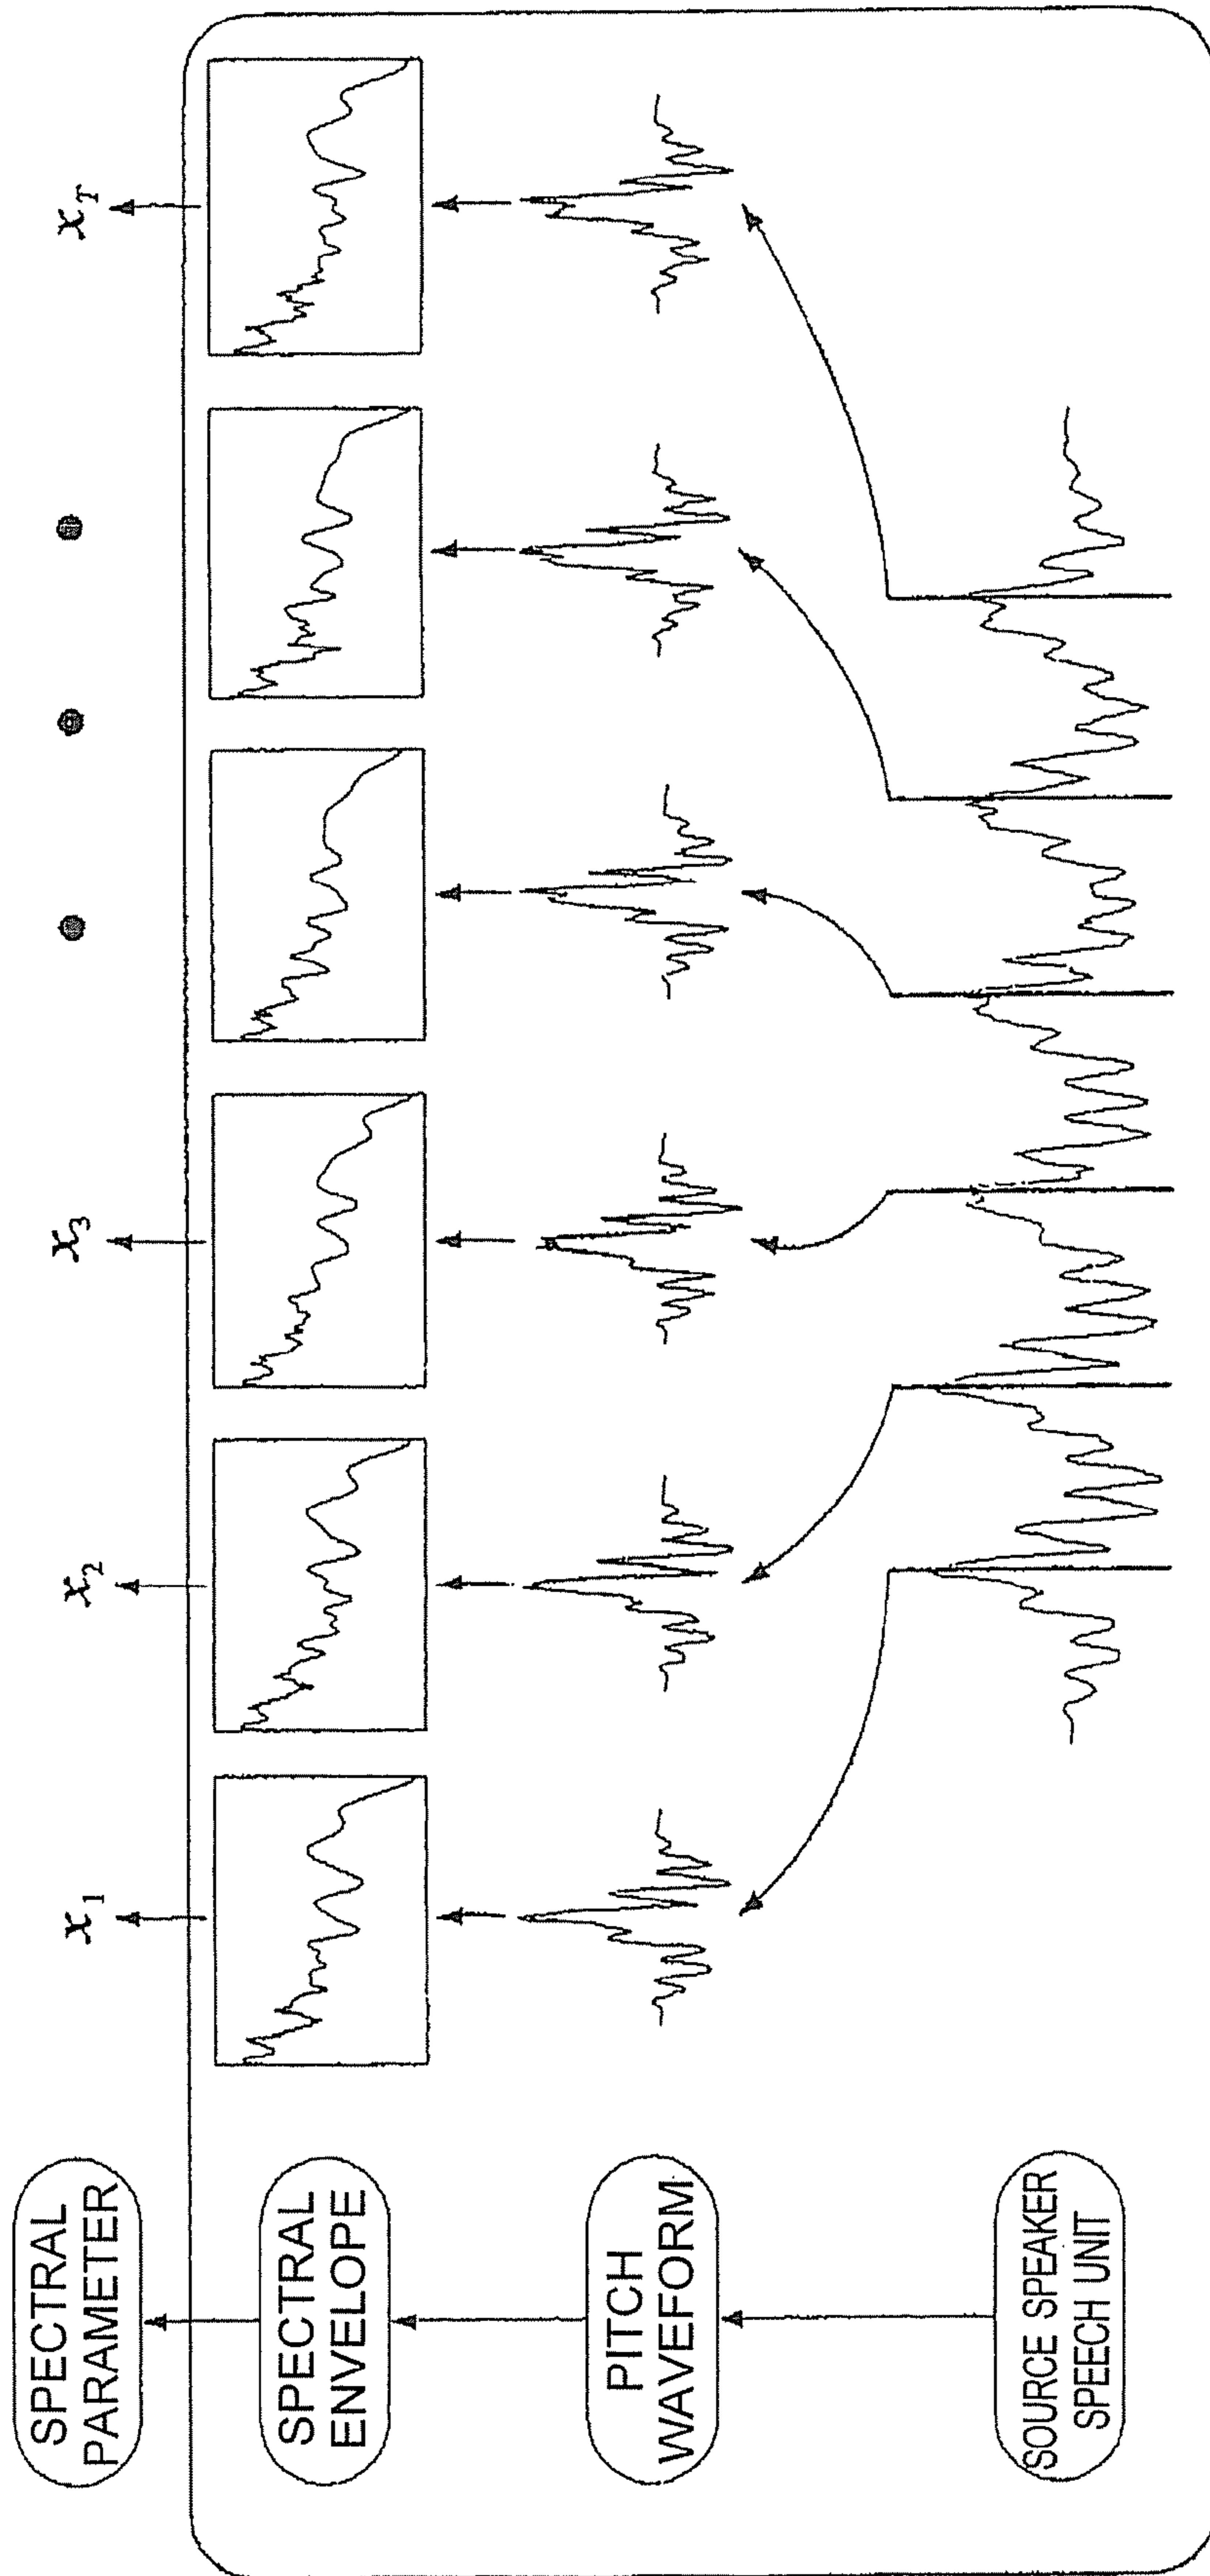 SPECTRAL
PARAMETER
x1
x2
x3
xT
SPECTRAL
ENVELOPE
PITCH
WAVEFORM
SOURCE SPEAKER
SPEECH UNIT